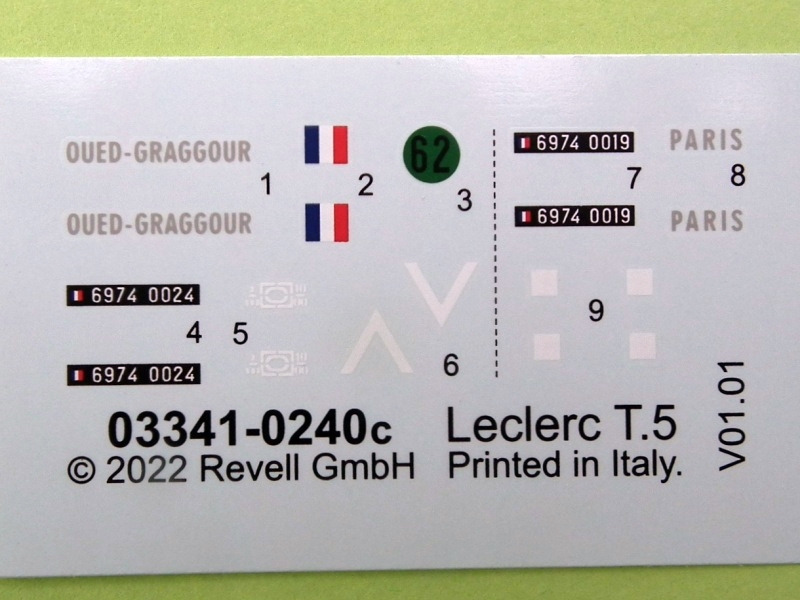 OUED-GRAGGOUR
1
2
62
3
6974 0019
7
PARIS
8
OUED-GRAGGOUR
6974 0019
PARIS
6974 0024
4
5
6
9
6974 0024
03341-0240c
Leclerc T.5
© 2022 Revell GmbH
Printed in Italy.
V01.01